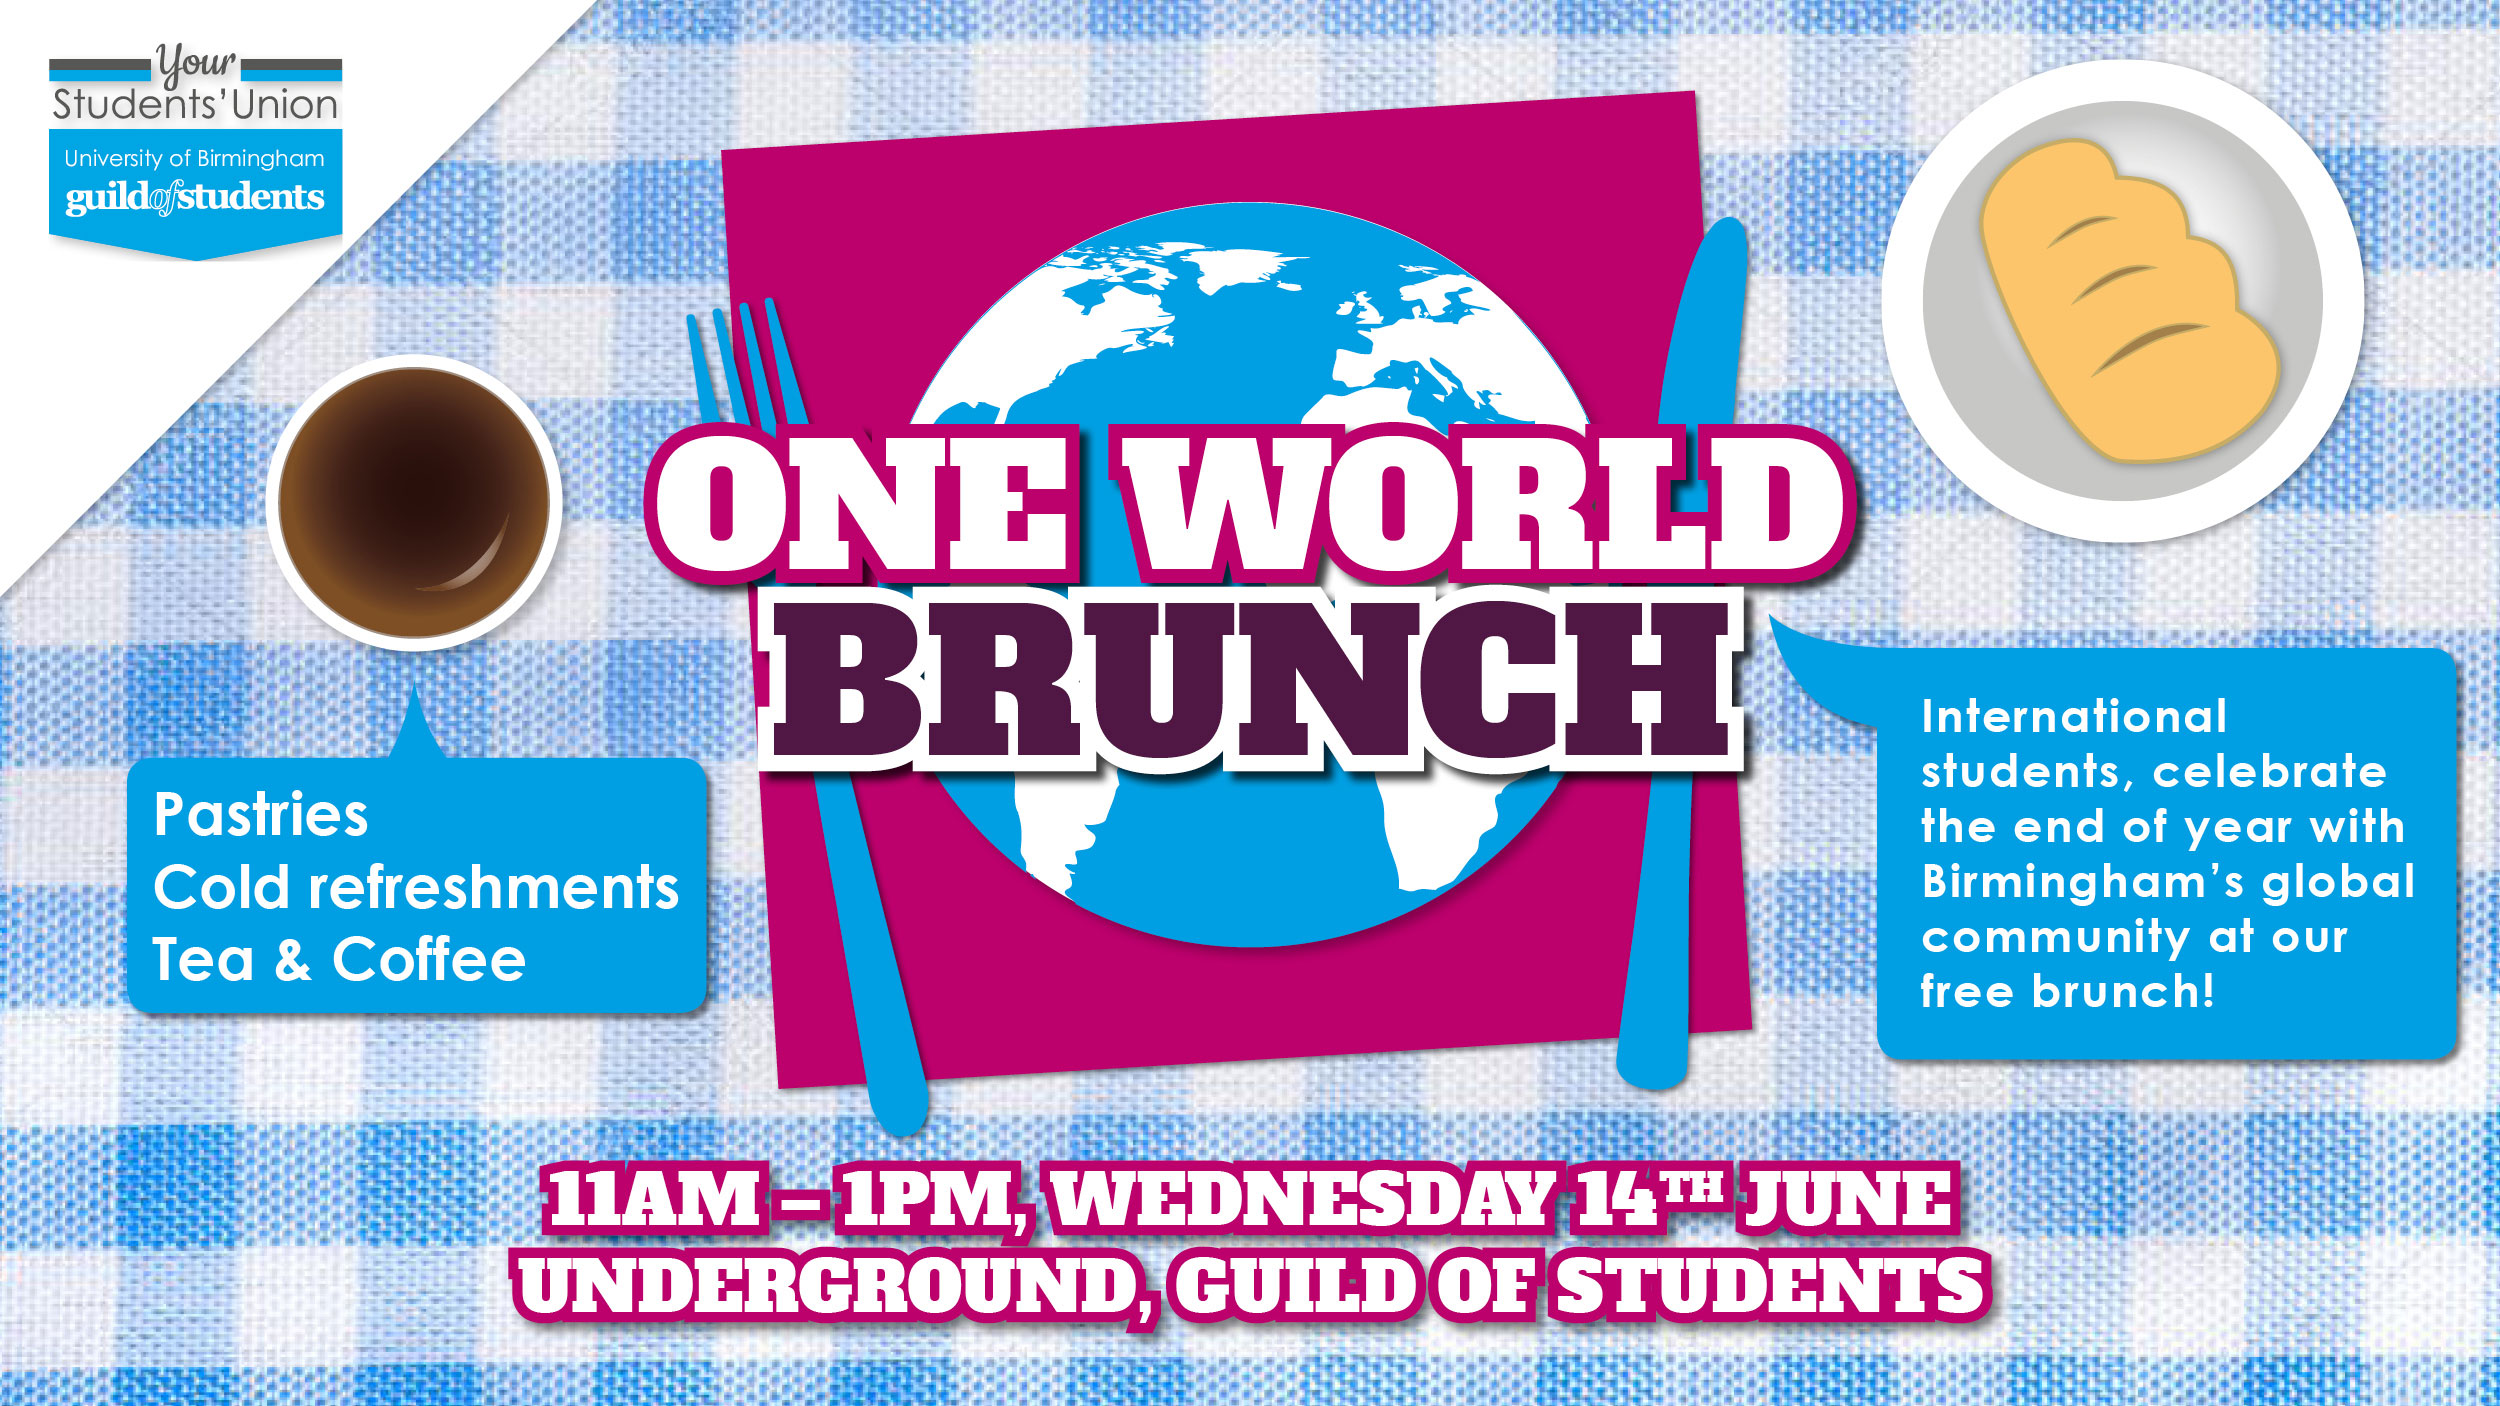 Your
Students' Union
University of Birmingham
guildofstudents
ONE WORLD
BRUNCH
Pastries
Cold refreshments
Tea & Coffee
International
students, celebrate
the end of year with
Birmingham's global
community at our
free brunch!
11AM – 1PM, WEDNESDAY 14TH JUNE
UNDERGROUND, GUILD OF STUDENTS